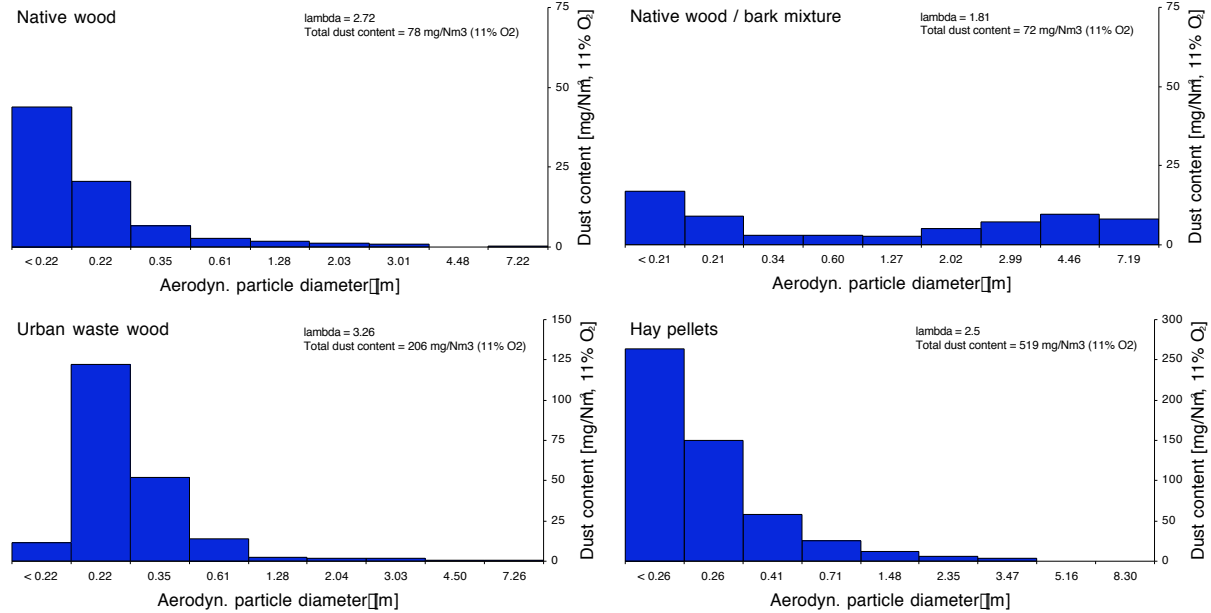 Native wood
lambda = 2.72
Total dust content = 78 mg/Nm3 (11% O2)
75
50
25
0
Dust content [mg/Nm³, 11% O₂]
< 0.22 0.22 0.35 0.61 1.28 2.03 3.01 4.48 7.22
Aerodyn. particle diameter [m]
Native wood / bark mixture
lambda = 1.81
Total dust content = 72 mg/Nm3 (11% O2)
75
50
25
0
Dust content [mg/Nm³, 11% O₂]
< 0.21 0.21 0.34 0.60 1.27 2.02 2.99 4.46 7.19
Aerodyn. particle diameter [m]
Urban waste wood
lambda = 3.26
Total dust content = 206 mg/Nm3 (11% O2)
150
125
100
75
50
25
0
Dust content [mg/Nm³, 11% O₂]
< 0.22 0.22 0.35 0.61 1.28 2.04 3.03 4.50 7.26
Aerodyn. particle diameter [m]
Hay pellets
lambda = 2.5
Total dust content = 519 mg/Nm3 (11% O2)
300
250
200
150
100
50
0
Dust content [mg/Nm³, 11% O₂]
< 0.26 0.26 0.41 0.71 1.48 2.35 3.47 5.16 8.30
Aerodyn. particle diameter [m]